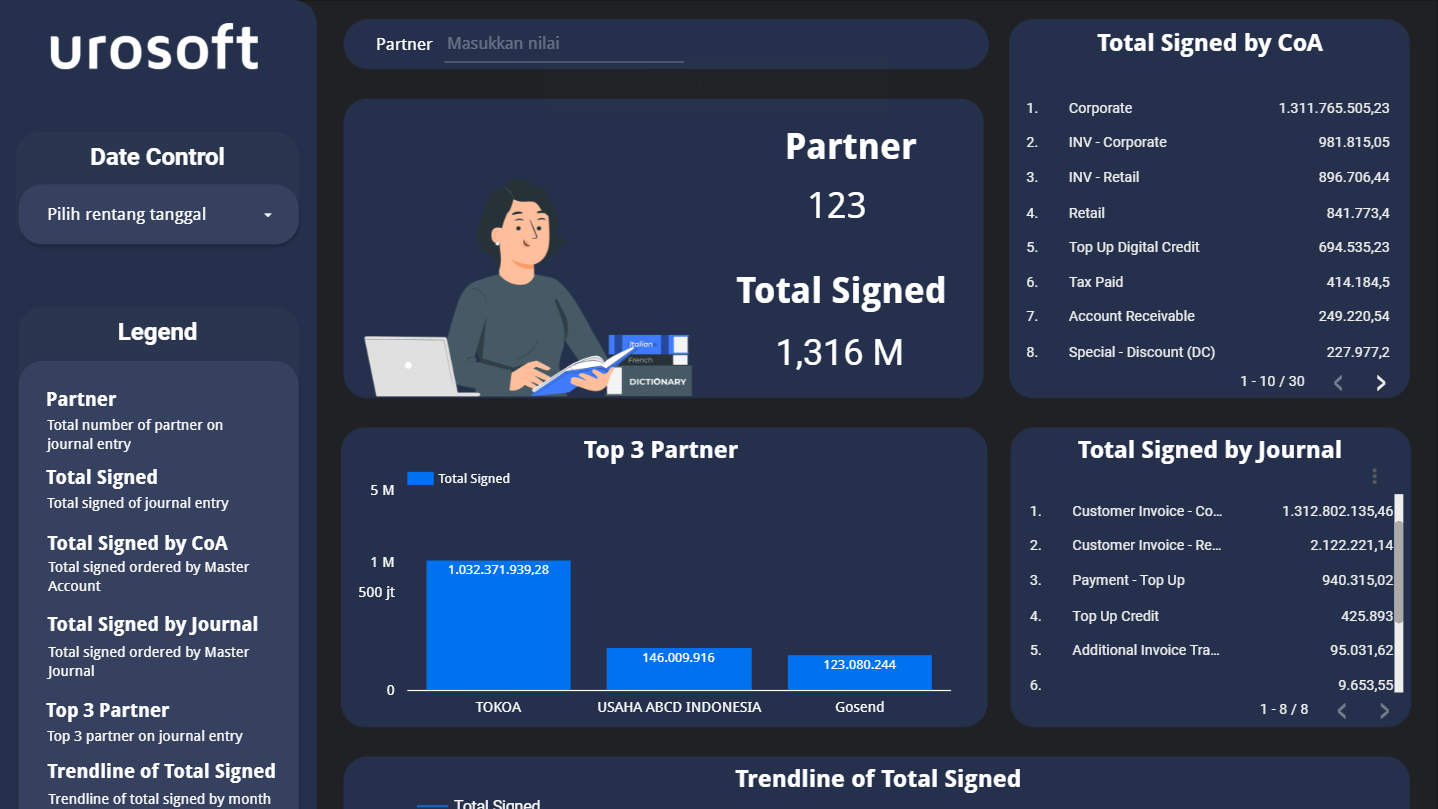 urosoft
Date Control
Pilih rentang tanggal
Legend
Partner
Total number of partner on
journal entry
Total Signed
Total signed of journal entry
Total Signed by CoA
Total signed ordered by Master
Account
Total Signed by Journal
Total signed ordered by Master
Journal
Top 3 Partner
Top 3 partner on journal entry
Trendline of Total Signed
Trendline of total signed by month
Partner Masukkan nilai
Partner
123
Total Signed
1,316 M
Italian
French
DICTIONARY
Total Signed by CoA
1. Corporate 1.311.765.505,23
2. INV - Corporate 981.815,05
3. INV - Retail 896.706,44
4. Retail 841.773,4
5. Top Up Digital Credit 694.535,23
6. Tax Paid 414.184,5
7. Account Receivable 249.220,54
8. Special - Discount (DC) 227.977,2
1 - 10 / 30
Top 3 Partner
Total Signed
5 M
1 M
500 jt
0
1.032.371.939,28
146.009.916
123.080.244
TOKOA
USAHA ABCD INDONESIA
Gosend
Total Signed by Journal
1. Customer Invoice - Co... 1.312.802.135,46
2. Customer Invoice - Re... 2.122.221,14
3. Payment - Top Up 940.315,02
4. Top Up Credit 425.893
5. Additional Invoice Tra... 95.031,62
6. 9.653,55
1 - 8 / 8
Trendline of Total Signed
Total Signed